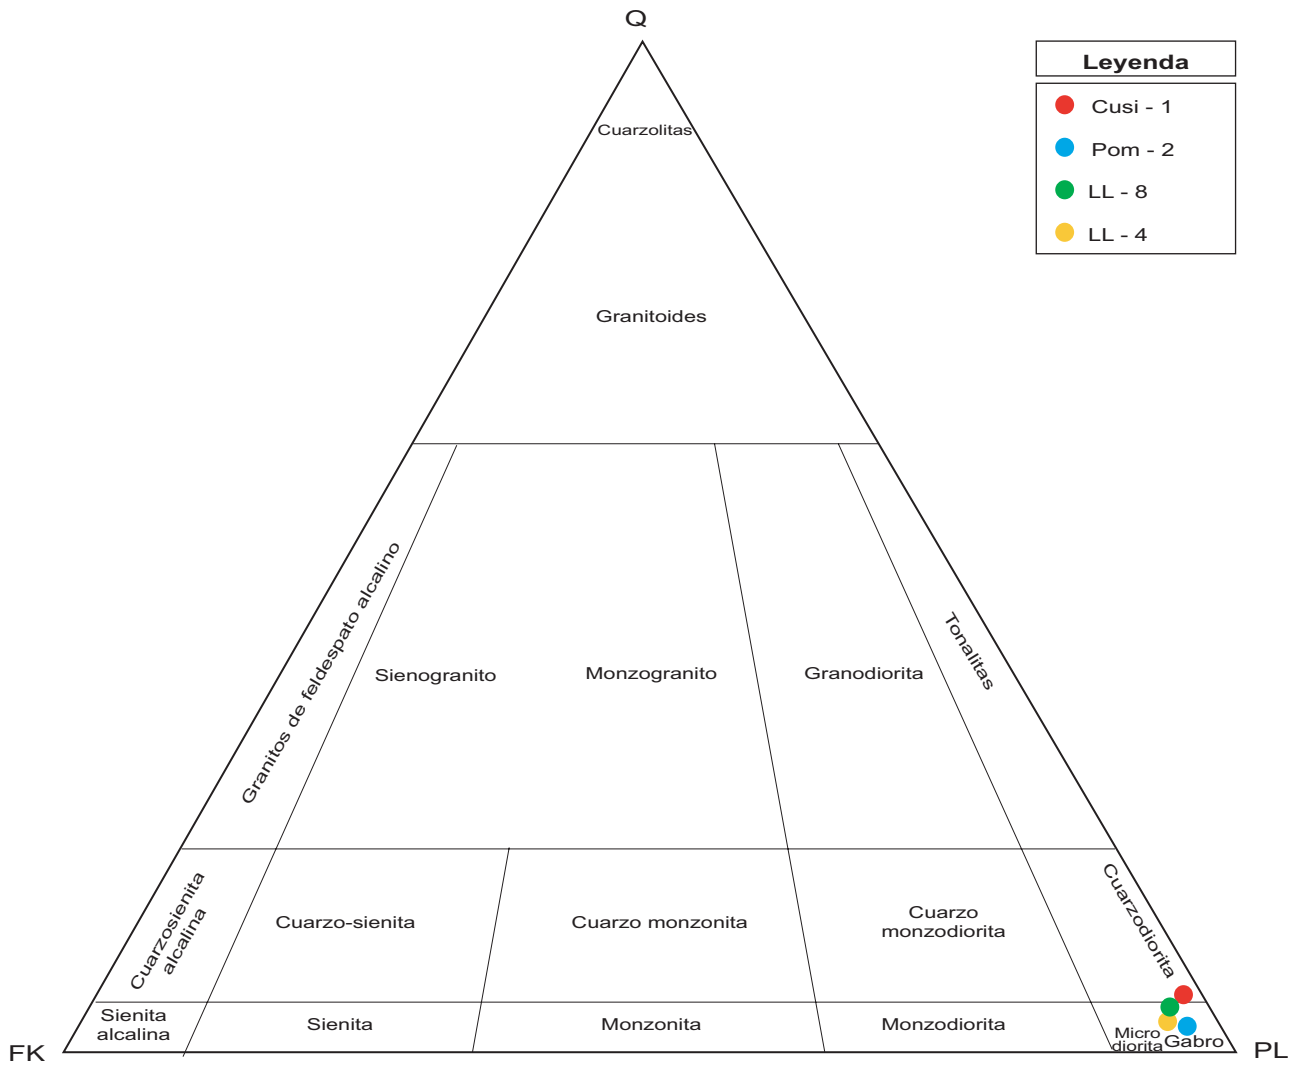 Q
Leyenda
Cusi - 1
Pom - 2
LL - 8
LL - 4
Cuarzolitas
Granitoides
Granitos de feldespato alcalino
Sienogranito
Monzogranito
Granodiorita
Tonalitas
Cuarzosienita
alcalina
Cuarzo-sienita
Cuarzo monzonita
Cuarzo
monzodiorita
Cuarzodiorita
Sienita
alcalina
Sienita
Monzonita
Monzodiorita
Micro
diorita
Gabro
FK
PL